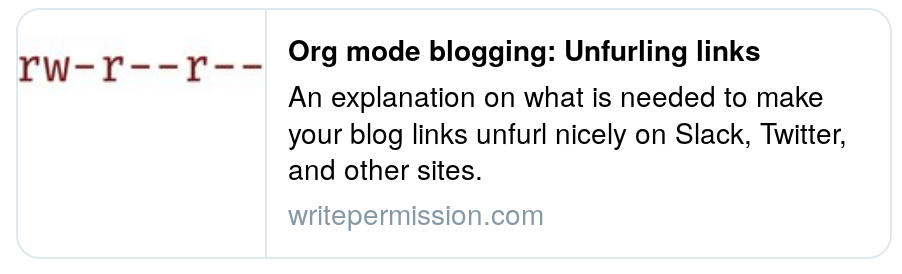 rw-r--r--
Org mode blogging: Unfurling links
An explanation on what is needed to make
your blog links unfurl nicely on Slack, Twitter,
and other sites.
writepermission.com